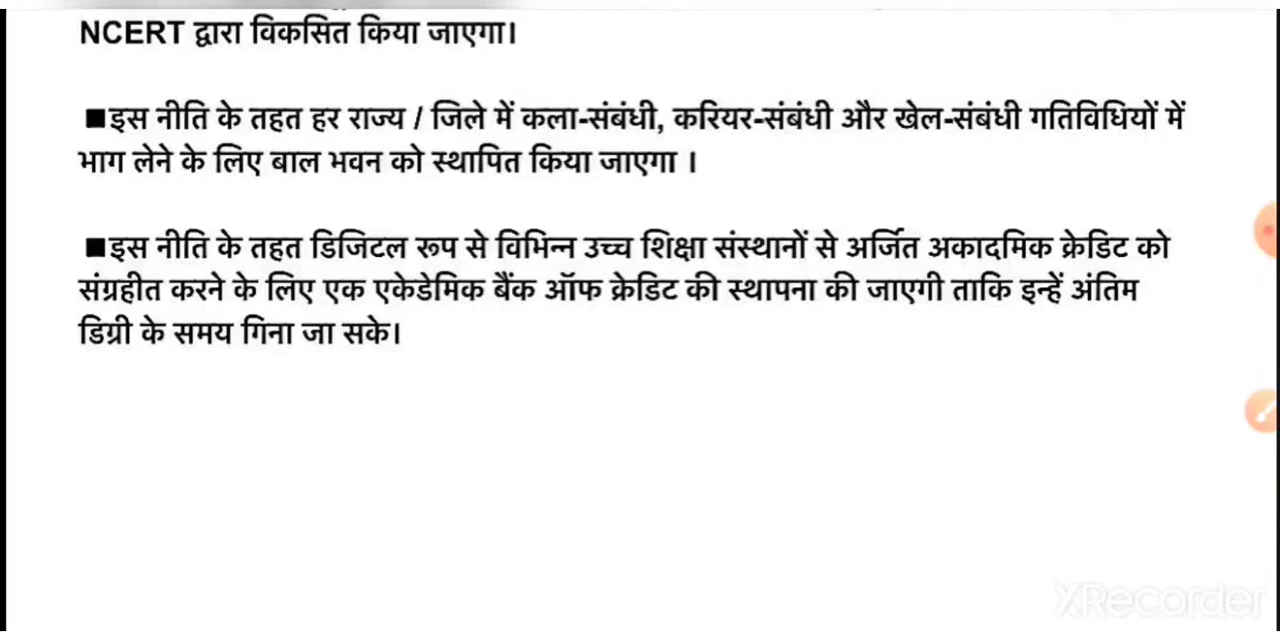 NCERT द्वारा विकसित किया जाएगा।
■इस नीति के तहत हर राज्य / जिले में कला-संबंधी, करियर-संबंधी और खेल-संबंधी गतिविधियों में
भाग लेने के लिए बाल भवन को स्थापित किया जाएगा ।
■इस नीति के तहत डिजिटल रूप से विभिन्न उच्च शिक्षा संस्थानों से अर्जित अकादमिक क्रेडिट को
संग्रहीत करने के लिए एक एकेडेमिक बैंक ऑफ क्रेडिट की स्थापना की जाएगी ताकि इन्हें अंतिम
डिग्री के समय गिना जा सके।
XRecorder